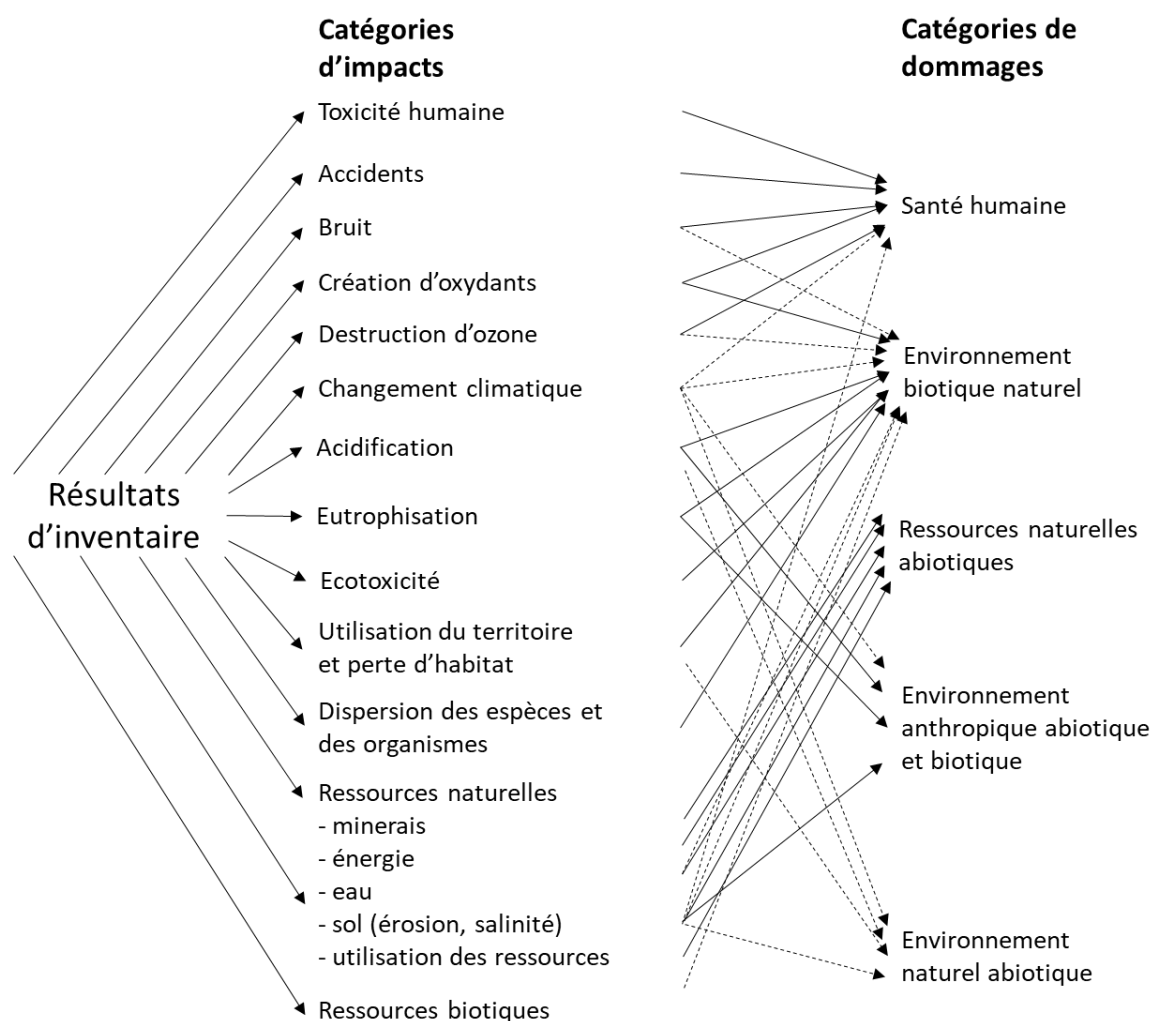 Catégories
d'impacts
Catégories de
dommages
Toxicité humaine
Accidents
Bruit
Création d'oxydants
Destruction d'ozone
Changement climatique
Acidification
Eutrophisation
Ecotoxicité
Utilisation du territoire
et perte d'habitat
Dispersion des espèces et
des organismes
Ressources naturelles
- minerais
- énergie
- eau
- sol (érosion, salinité)
- utilisation des ressources
Ressources biotiques
Résultats
d'inventaire
Santé humaine
Environnement
biotique naturel
Ressources naturelles
abiotiques
Environnement
anthropique abiotique
et biotique
Environnement
naturel abiotique